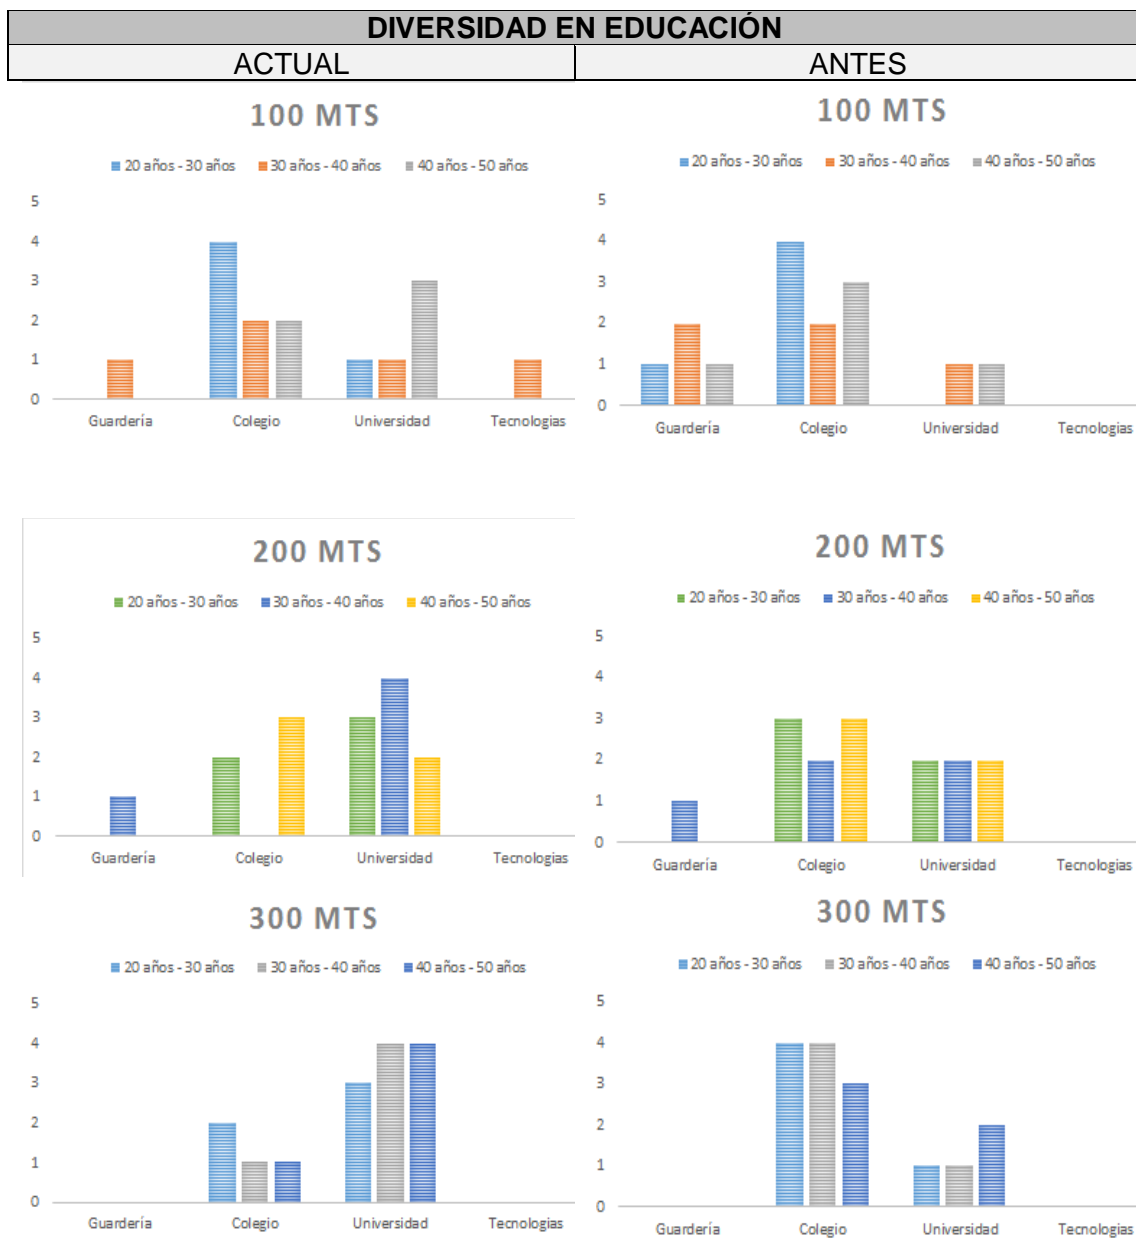 DIVERSIDAD EN EDUCACIÓN
ACTUAL
ANTES
100 MTS
20 años - 30 años 30 años - 40 años 40 años - 50 años
5
4
3
2
1
0
Guardería Colegio Universidad Tecnologias
100 MTS
20 años - 30 años 30 años - 40 años 40 años - 50 años
5
4
3
2
1
0
Guardería Colegio Universidad Tecnologias
200 MTS
20 años - 30 años 30 años - 40 años 40 años - 50 años
5
4
3
2
1
0
Guardería Colegio Universidad Tecnologias
200 MTS
20 años - 30 años 30 años - 40 años 40 años - 50 años
5
4
3
2
1
0
Guardería Colegio Universidad Tecnologias
300 MTS
20 años - 30 años 30 años - 40 años 40 años - 50 años
5
4
3
2
1
0
Guardería Colegio Universidad Tecnologias
300 MTS
20 años - 30 años 30 años - 40 años 40 años - 50 años
5
4
3
2
1
0
Guardería Colegio Universidad Tecnologias